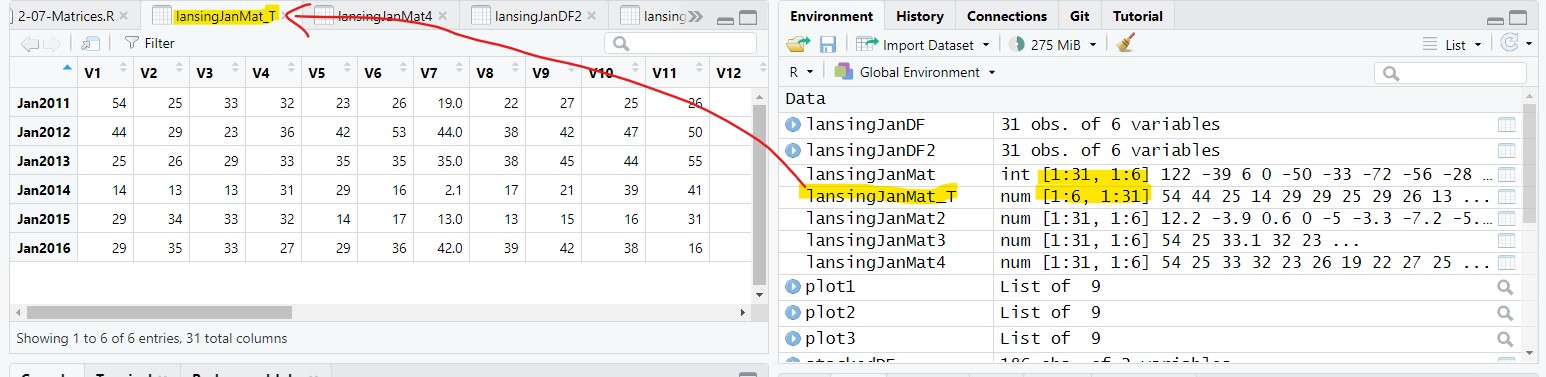 2-07-Matrices.R lansingJanMat_T lansingJanMat4 lansingJanDF2 lansing
Filter
V1 V2 V3 V4 V5 V6 V7 V8 V9 V10 V11 V12
Jan2011 54 25 33 32 23 26 19.0 22 27 25 26
Jan2012 44 29 23 36 42 53 44.0 38 42 47 50
Jan2013 25 26 29 33 35 35 35.0 38 45 44 55
Jan2014 14 13 13 31 29 16 2.1 17 21 39 41
Jan2015 29 34 33 32 14 17 13.0 13 15 16 31
Jan2016 29 35 33 27 29 36 42.0 39 42 38 16
Showing 1 to 6 of 6 entries, 31 total columns
Environment History Connections Git Tutorial
Import Dataset 275 MiB List
R Global Environment
Data
lansingJanDF 31 obs. of 6 variables
lansingJanDF2 31 obs. of 6 variables
lansingJanMat int [1:31, 1:6] 122 -39 6 0 -50 -33 -72 -56 -28 ...
lansingJanMat_T num [1:6, 1:31] 54 44 25 14 29 29 25 29 26 13 ...
lansingJanMat2 num [1:31, 1:6] 12.2 -3.9 0.6 0 -5 -3.3 -7.2 -5....
lansingJanMat3 num [1:31, 1:6] 54 25 33.1 32 23 ...
lansingJanMat4 num [1:31, 1:6] 54 25 33 32 23 26 19 22 27 25 ...
plot1 List of 9
plot2 List of 9
plot3 List of 9